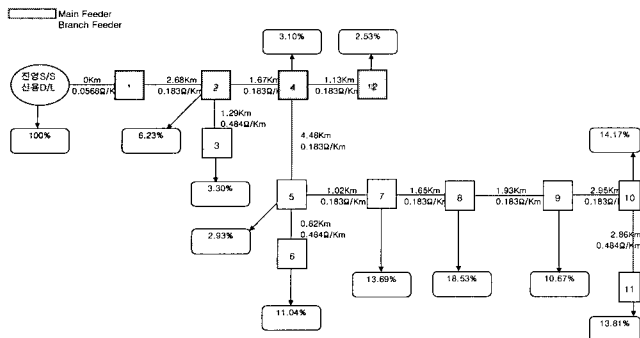 Main Feeder
Branch Feeder
진영S/S
신용D/L
100%
0Km
0.0568Ω/K
1
2.68Km
0.183Ω/Km
2
6.23%
1.29Km
0.484Ω/Km
3
3.30%
1.67Km
0.183Ω/Km
4
3.10%
1.13Km
0.183Ω/Km
12
2.53%
4.48Km
0.183Ω/Km
5
2.93%
0.82Km
0.484Ω/Km
6
11.04%
1.02Km
0.183Ω/Km
7
13.69%
1.65Km
0.183Ω/Km
8
18.53%
1.93Km
0.183Ω/Km
9
10.67%
2.95Km
0.183Ω/Km
10
14.17%
2.86Km
0.484Ω/Km
11
13.81%